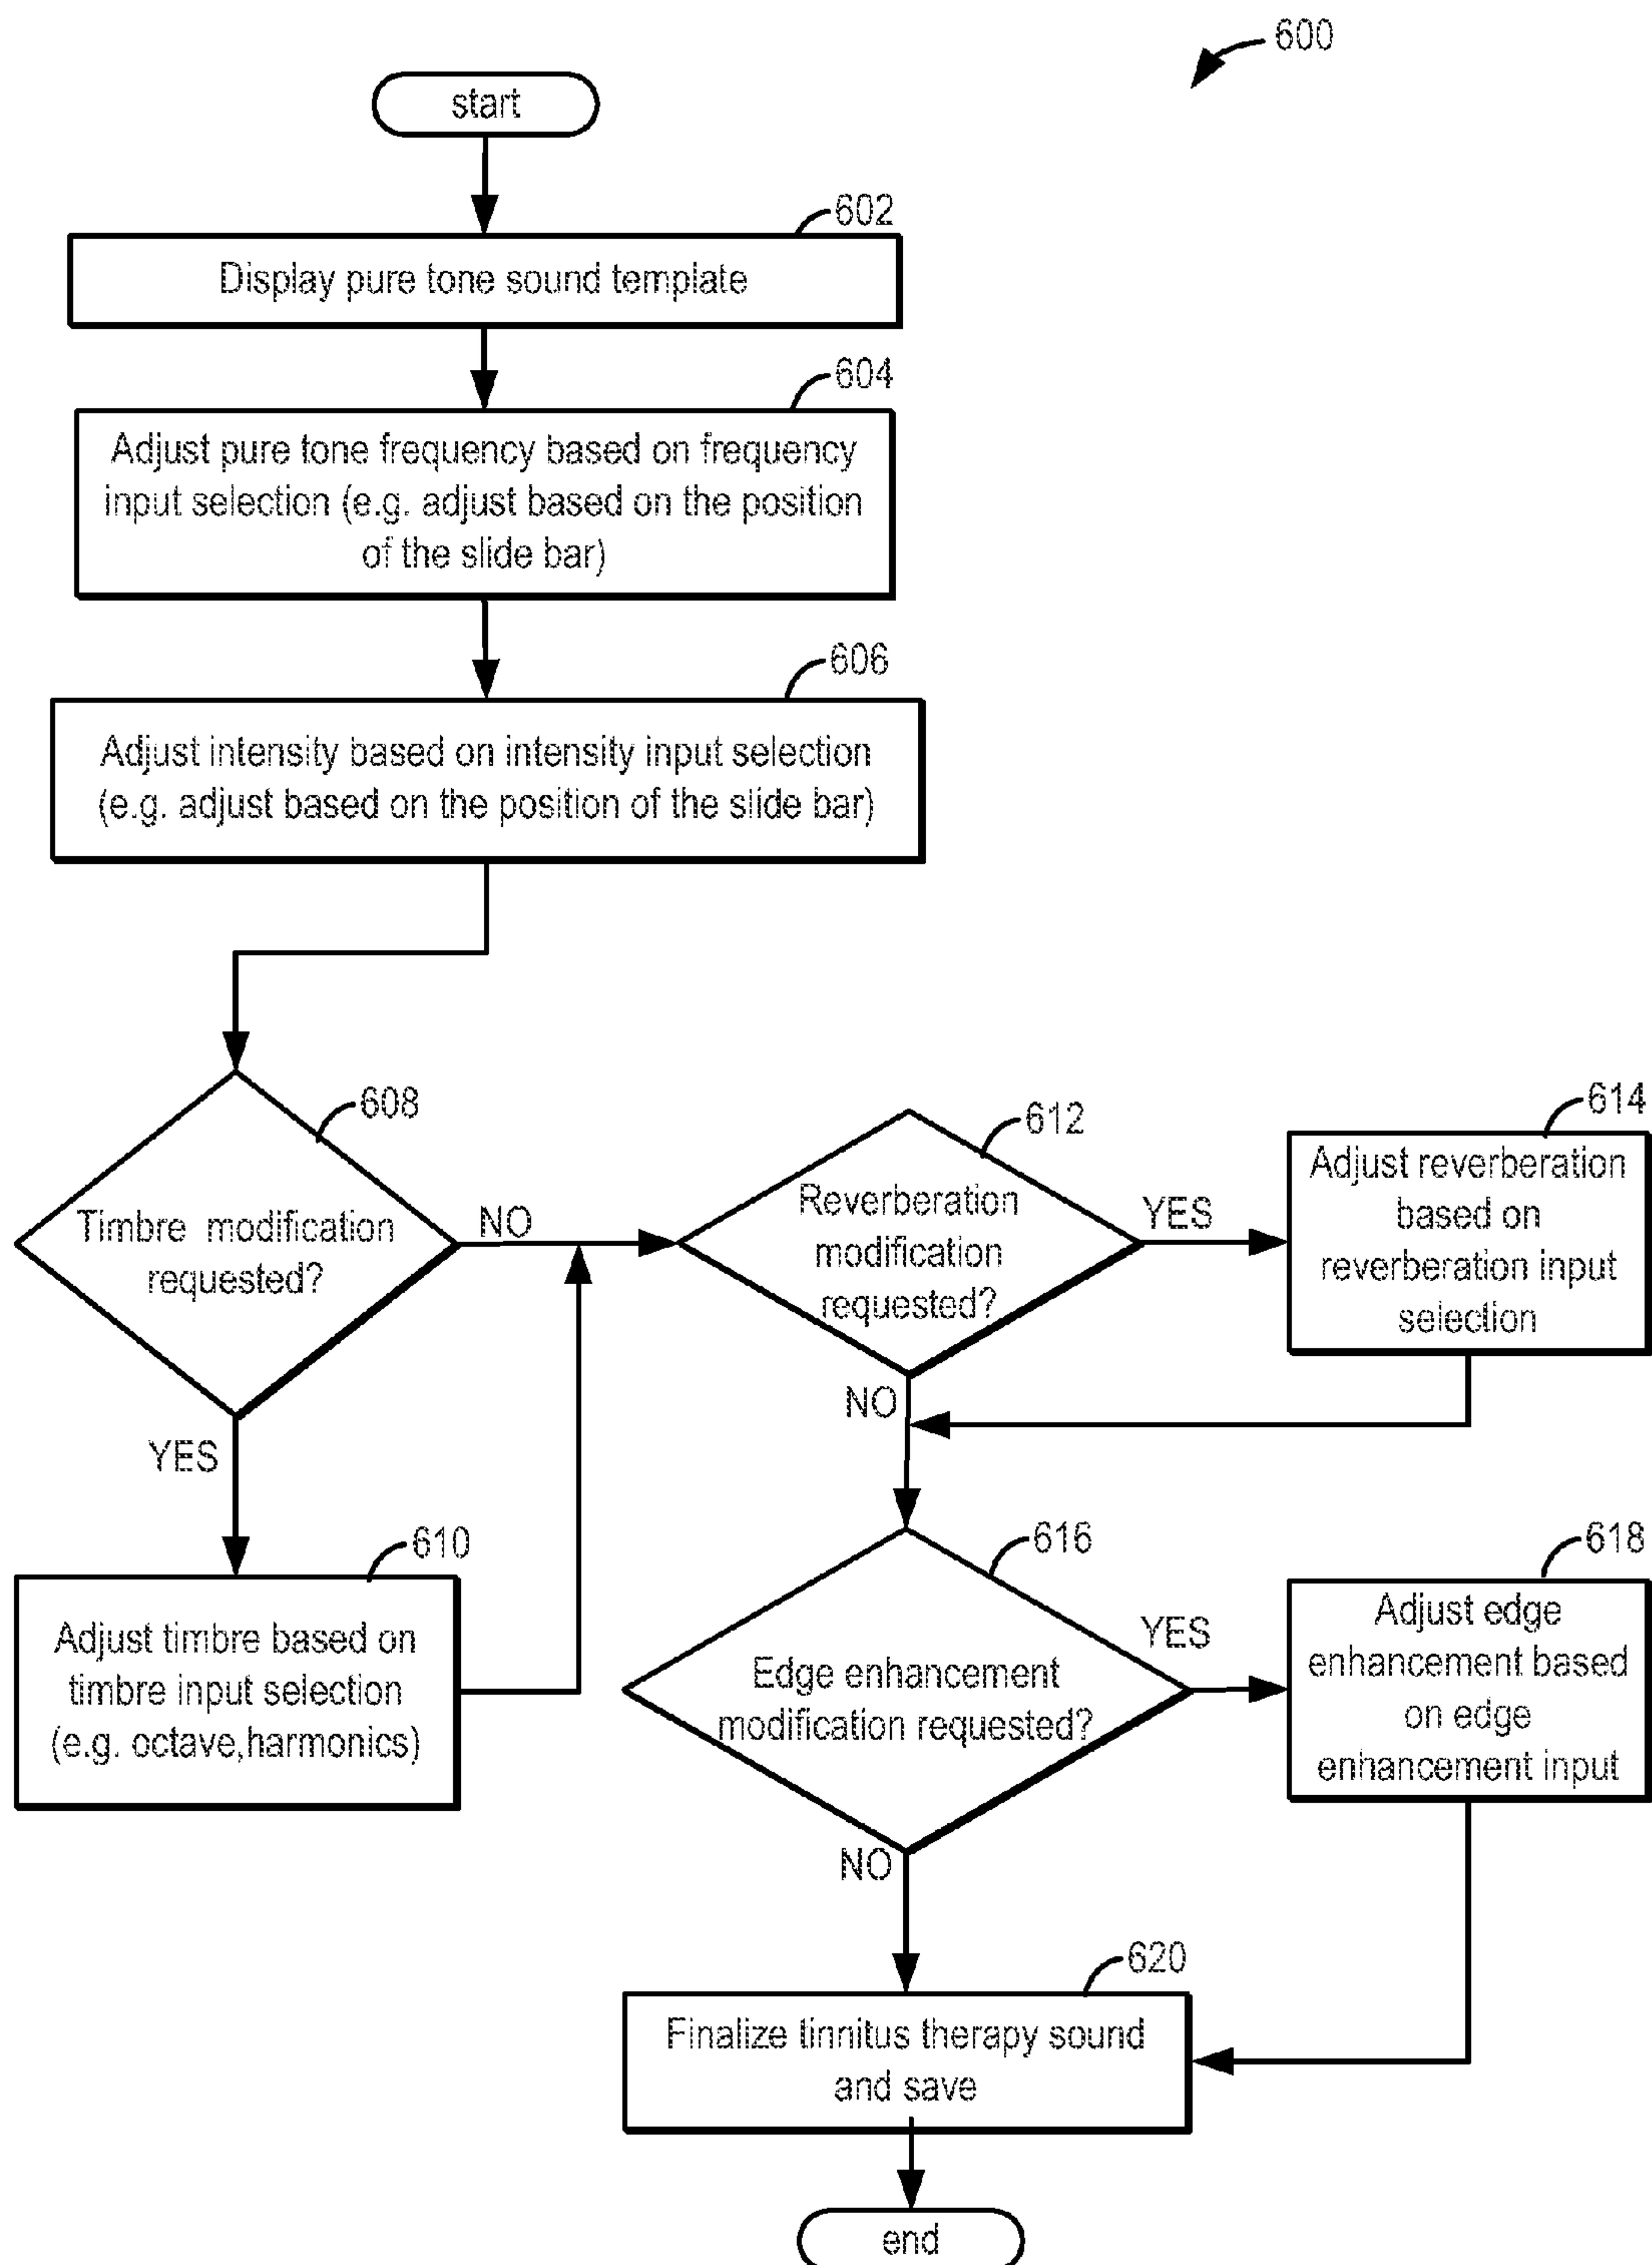 600
start
602
Display pure tone sound template
604
Adjust pure tone frequency based on frequency
input selection (e.g. adjust based on the position
of the slide bar)
606
Adjust intensity based on intensity input selection
(e.g. adjust based on the position of the slide bar)
608
Timbre modification
requested?
NO
YES
610
Adjust timbre based on
timbre input selection
(e.g. octave,harmonics)
612
Reverberation
modification
requested?
YES
NO
614
Adjust reverberation
based on
reverberation input
selection
616
Edge enhancement
modification requested?
YES
NO
618
Adjust edge
enhancement based
on edge
enhancement input
620
Finalize tinnitus therapy sound
and save
end